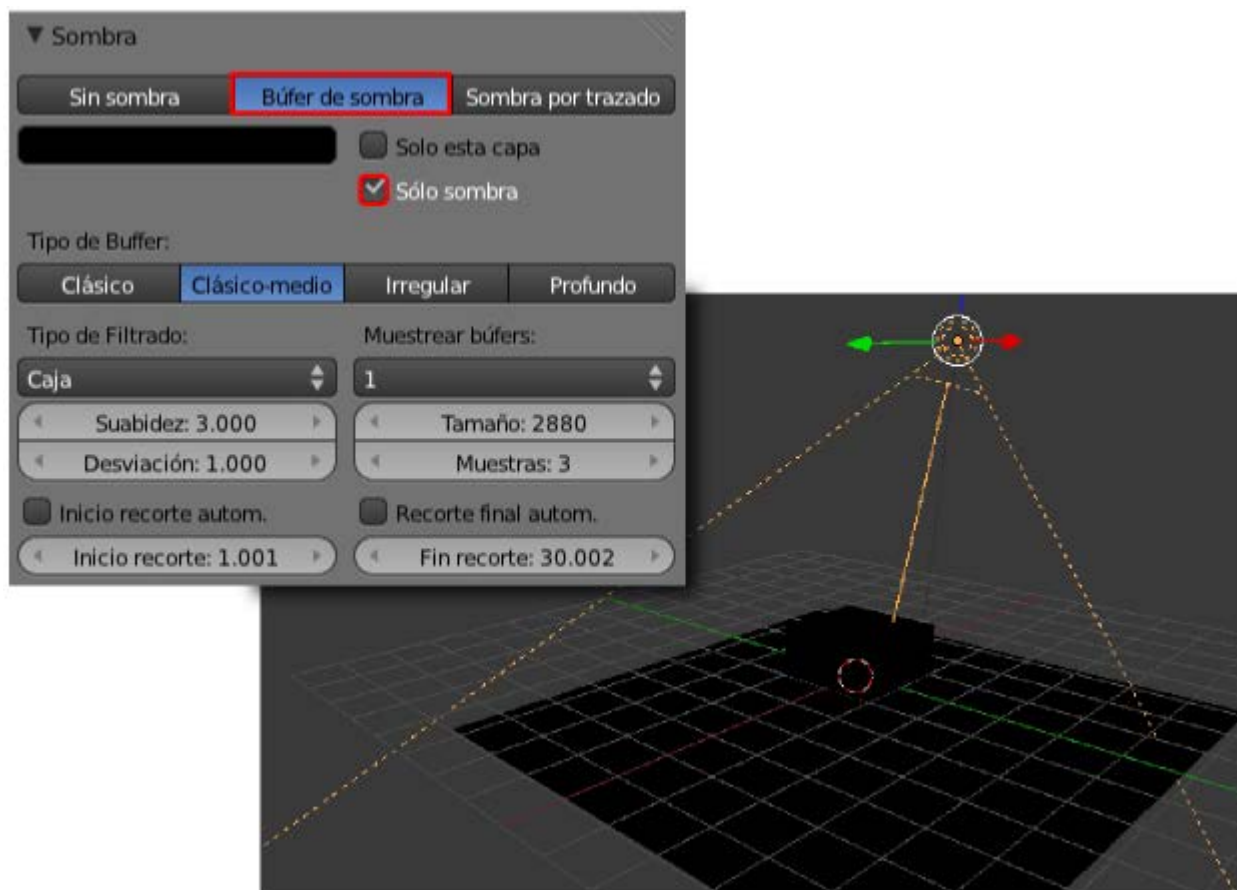 Sombra
Sin sombra Búfer de sombra Sombra por trazado
Solo esta capa
Sólo sombra
Tipo de Buffer:
Clásico Clásico-medio Irregular Profundo
Tipo de Filtrado: Muestrear búfers:
Caja 1
Suabidez: 3.000 Tamaño: 2880
Desviación: 1.000 Muestras: 3
Inicio recorte autom. Recorte final autom.
Inicio recorte: 1.001 Fin recorte: 30.002